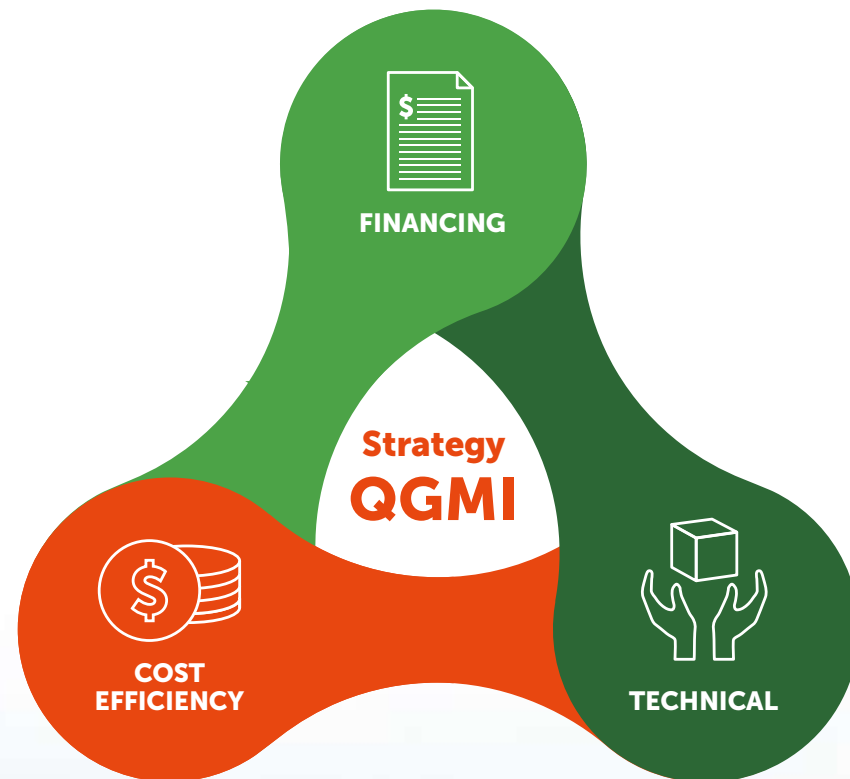 $
FINANCING
Strategy
QGMI
$
COST
EFFICIENCY
TECHNICAL